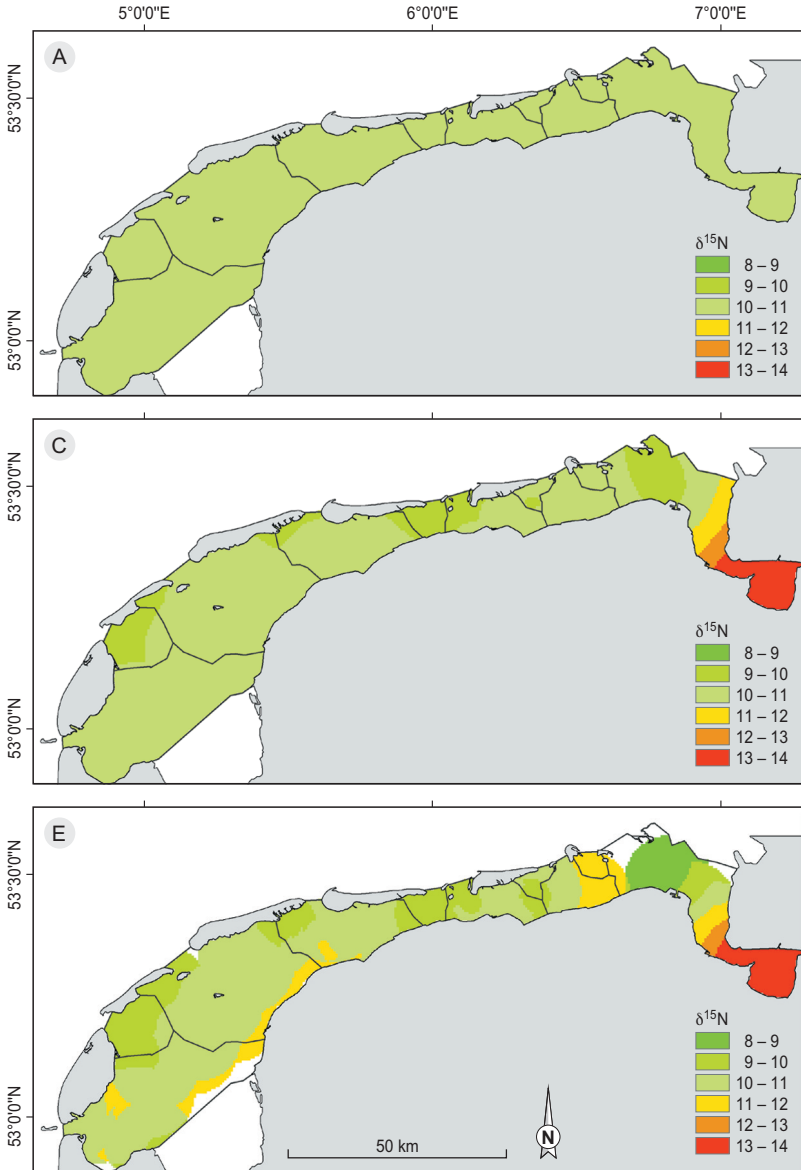 5°0'0"E 6°0'0"E 7°0'0"E
A
53°30'0"N
53°0'0"N
δ15N
8 – 9
9 – 10
10 – 11
11 – 12
12 – 13
13 – 14
C
53°30'0"N
53°0'0"N
δ15N
8 – 9
9 – 10
10 – 11
11 – 12
12 – 13
13 – 14
E
53°30'0"N
53°0'0"N
δ15N
8 – 9
9 – 10
10 – 11
11 – 12
12 – 13
13 – 14
50 km
N